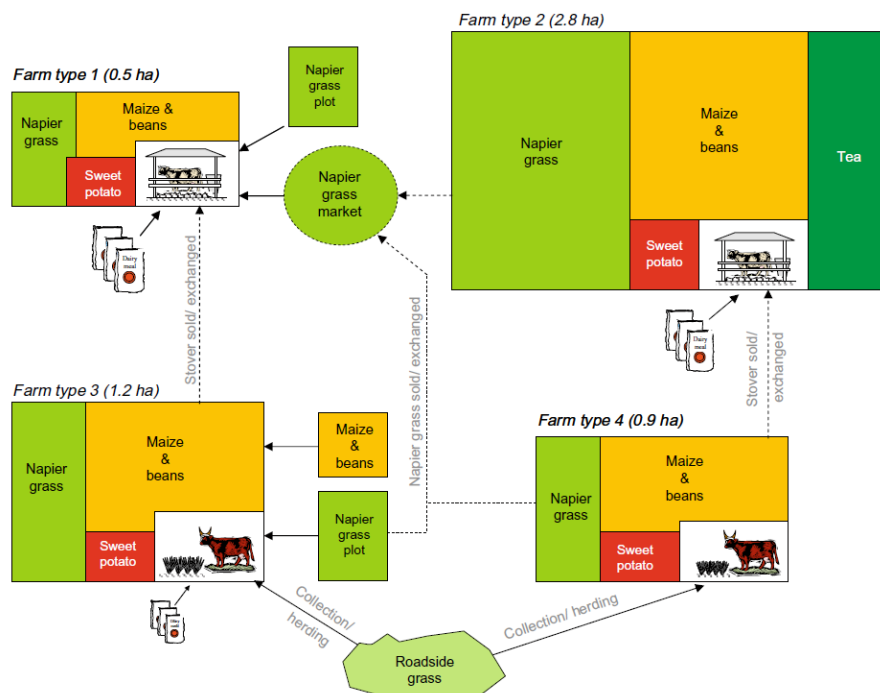 Farm type 2 (2.8 ha)
Farm type 1 (0.5 ha)
Napier
grass
plot
Maize &
beans
Napier
grass
Sweet
potato
Dairy
meal
Napier
grass
market
Napier
grass
Maize
&
beans
Tea
Sweet
potato
Dairy
meal
Stover sold/ exchanged
Napier grass sold/ exchanged
Stover sold/
exchanged
Farm type 3 (1.2 ha)
Napier
grass
Maize
&
beans
Sweet
potato
Maize
&
beans
Napier
grass
plot
Farm type 4 (0.9 ha)
Napier
grass
Maize
&
beans
Sweet
potato
Collection/
herding
Collection/ herding
Roadside
grass